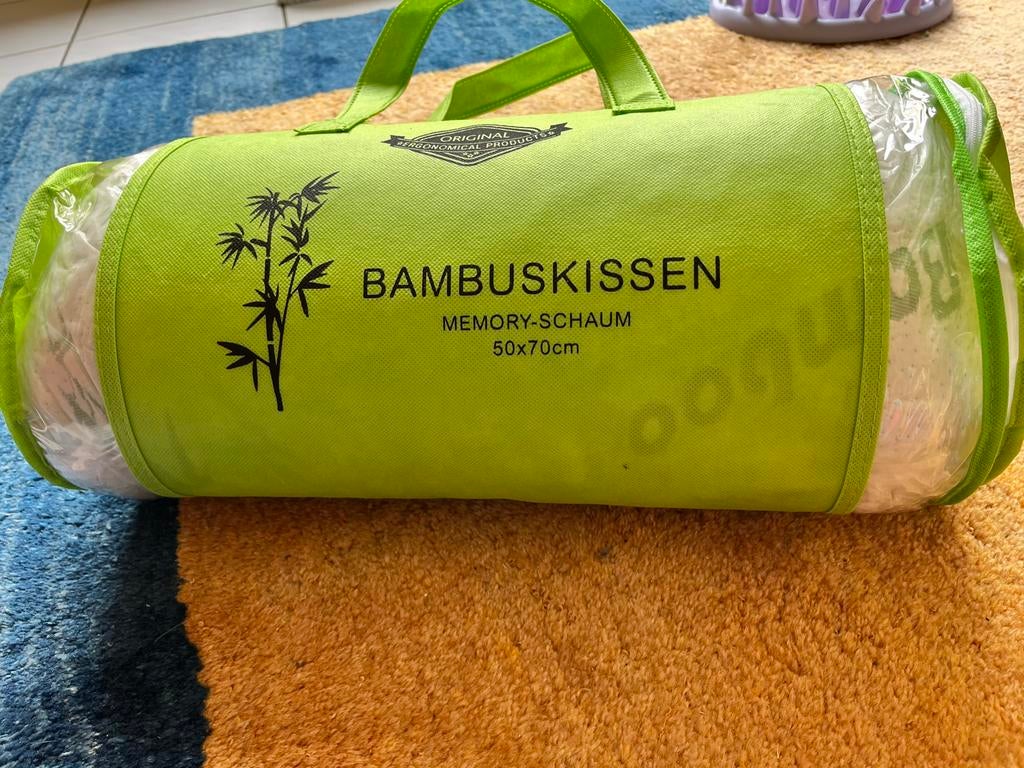 ORIGINAL
ERGONOMICAL PRODUCTS
BAMBUSKISSEN
MEMORY-SCHAUM
50x70cm